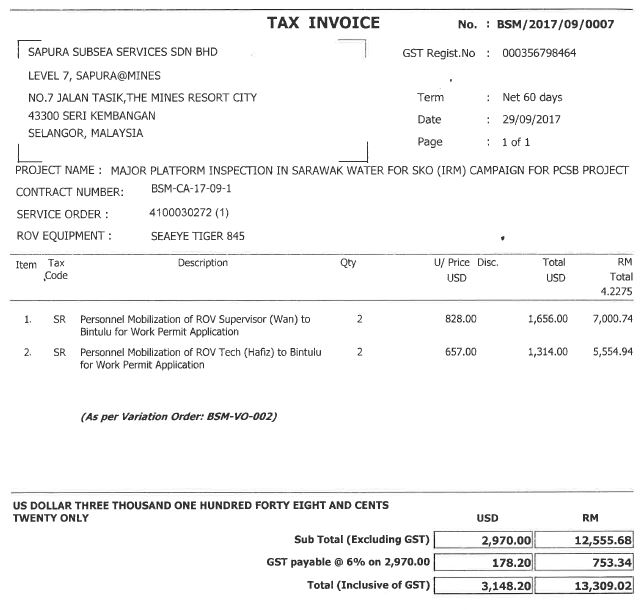 TAX INVOICE
No. : BSM/2017/09/0007
SAPURA SUBSEA SERVICES SDN BHD
GST Regist.No : 000356798464
LEVEL 7, SAPURA@MINES
NO.7 JALAN TASIK,THE MINES RESORT CITY
Term : Net 60 days
43300 SERI KEMBANGAN
Date : 29/09/2017
SELANGOR, MALAYSIA
Page : 1 of 1
PROJECT NAME : MAJOR PLATFORM INSPECTION IN SARAWAK WATER FOR SKO (IRM) CAMPAIGN FOR PCSB PROJECT
CONTRACT NUMBER: BSM-CA-17-09-1
SERVICE ORDER : 4100030272 (1)
ROV EQUIPMENT : SEAEYE TIGER 845
Item Tax Description Qty U/ Price Disc. Total RM
Code USD USD Total
4.2275
1. SR Personnel Mobilization of ROV Supervisor (Wan) to 2 828.00 1,656.00 7,000.74
Bintulu for Work Permit Application
2. SR Personnel Mobilization of ROV Tech (Hafiz) to Bintulu 2 657.00 1,314.00 5,554.94
for Work Permit Application
(As per Variation Order: BSM-VO-002)
US DOLLAR THREE THOUSAND ONE HUNDRED FORTY EIGHT AND CENTS
TWENTY ONLY USD RM
Sub Total (Excluding GST) 2,970.00 12,555.68
GST payable @ 6% on 2,970.00 178.20 753.34
Total (Inclusive of GST) 3,148.20 13,309.02